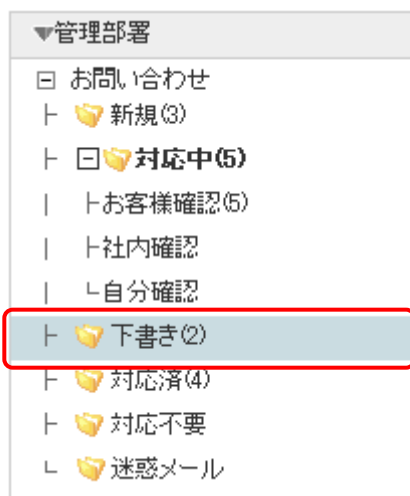 ▼管理部署
お問い合わせ
新規(3)
対応中(5)
お客様確認(5)
社内確認
自分確認
下書き(2)
対応済(4)
対応不要
迷惑メール